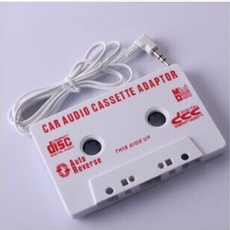 CAR AUDIO CASSETTE ADAPTOR
disc
Auto
Reverse
THIS SIDE UP